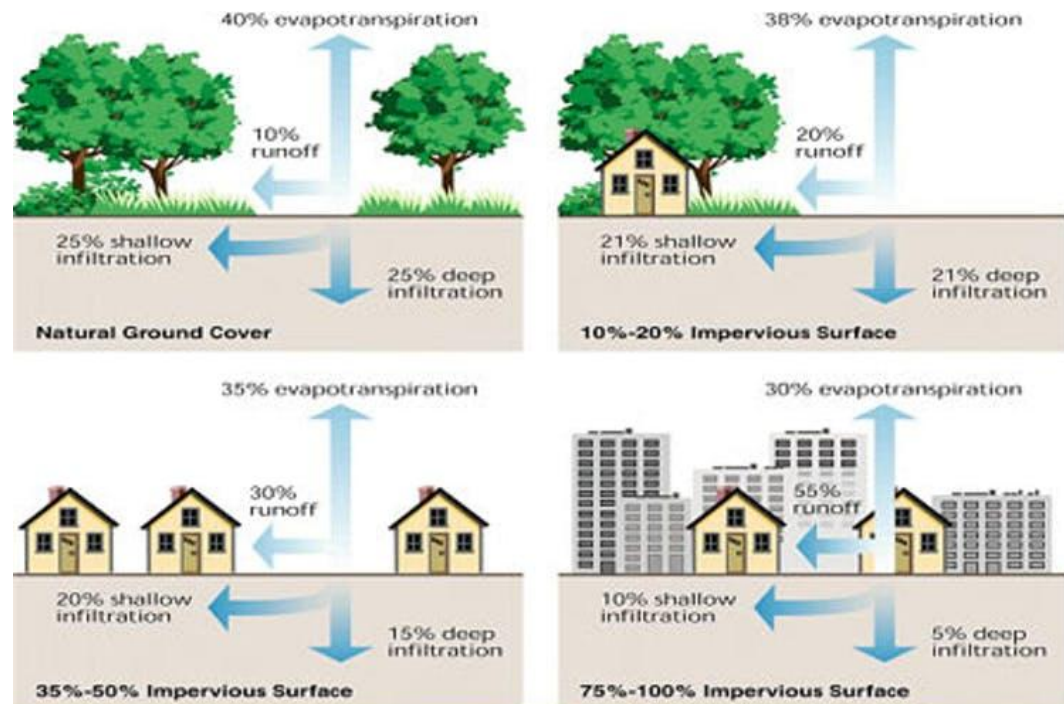 40% evapotranspiration
10%
runoff
25% shallow
infiltration
25% deep
infiltration
Natural Ground Cover
38% evapotranspiration
20%
runoff
21% shallow
infiltration
21% deep
infiltration
10%-20% Impervious Surface
35% evapotranspiration
30%
runoff
20% shallow
infiltration
15% deep
infiltration
35%-50% Impervious Surface
30% evapotranspiration
55%
runoff
10% shallow
infiltration
5% deep
infiltration
75%-100% Impervious Surface